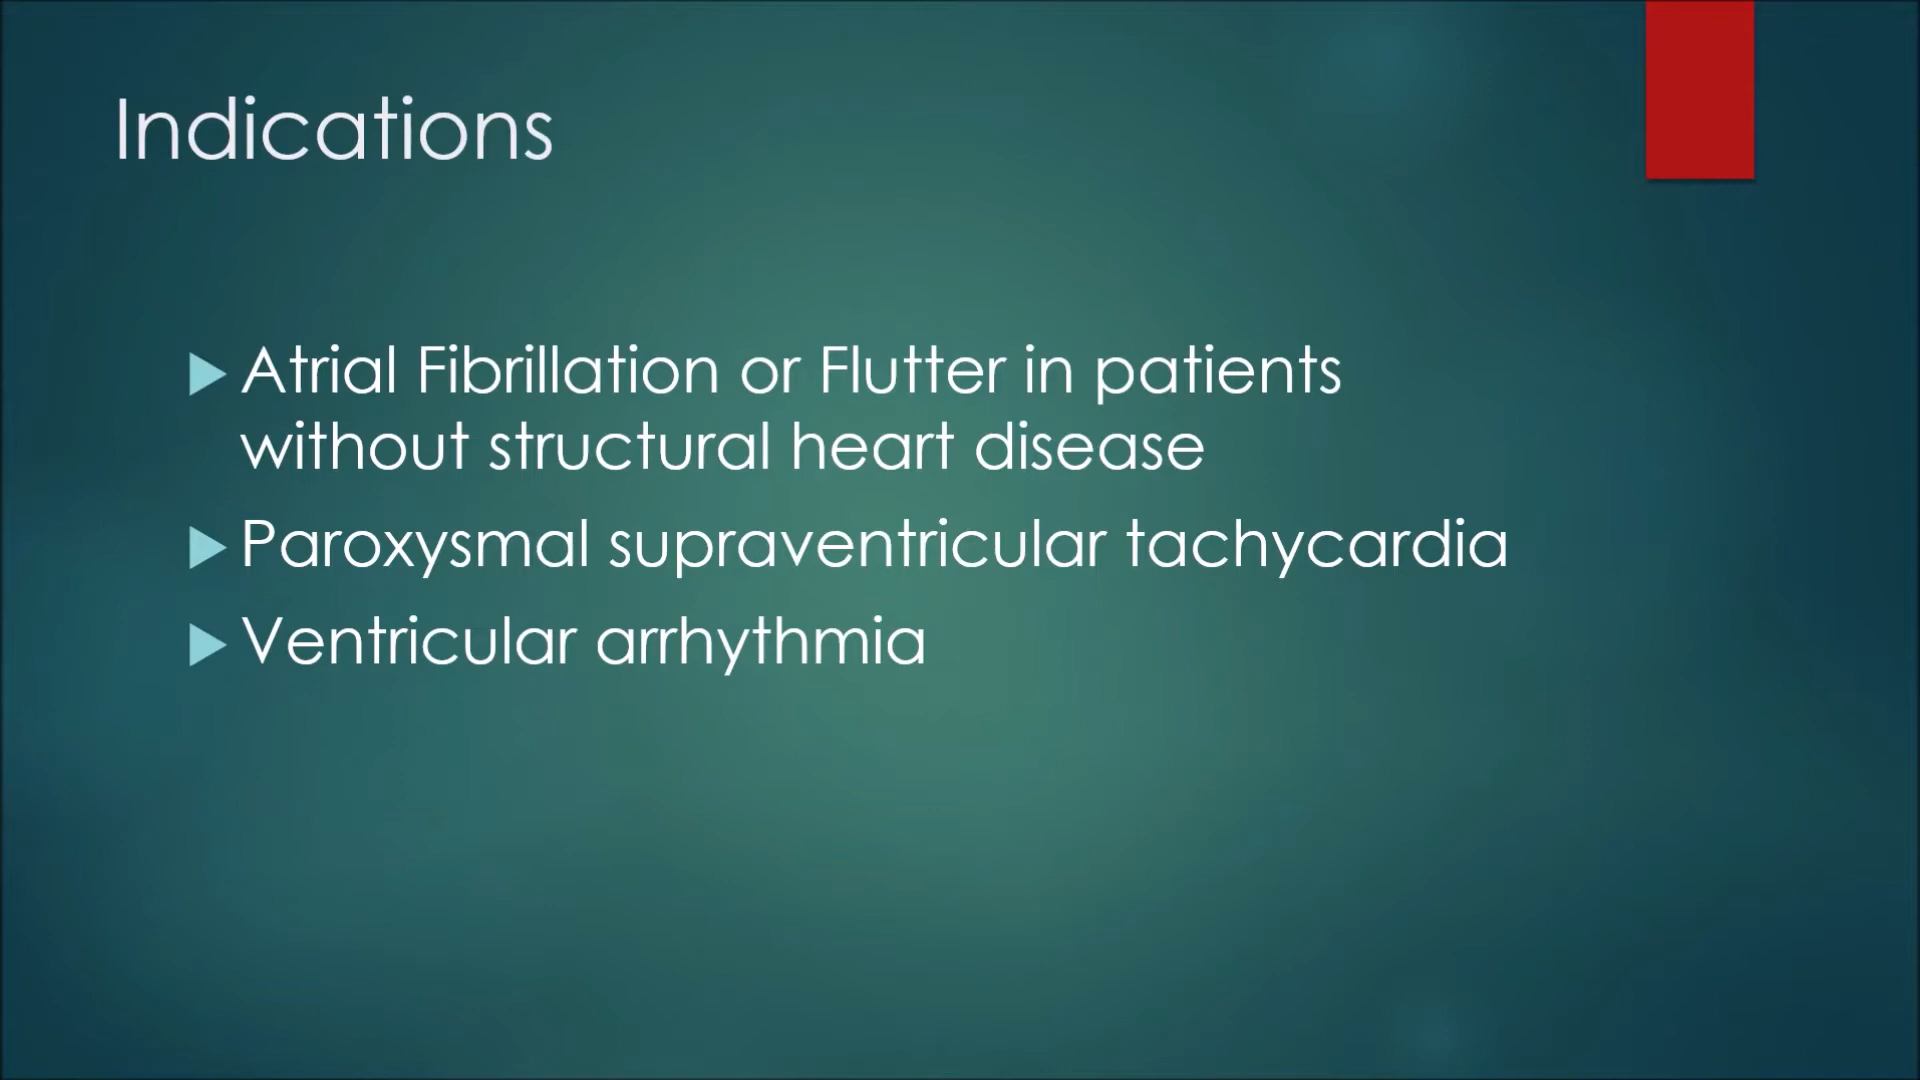 Indications
Atrial Fibrillation or Flutter in patients
without structural heart disease
Paroxysmal supraventricular tachycardia
Ventricular arrhythmia